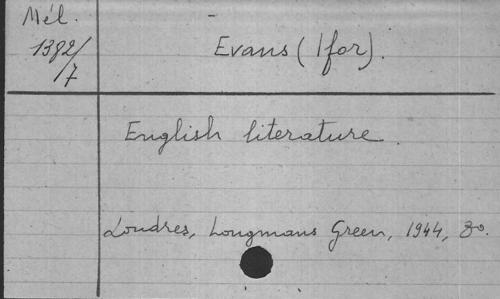 Mél.
1382/7
Evans (Ifor).
English literature.
Londres, Longmans Green, 1944, 8º.